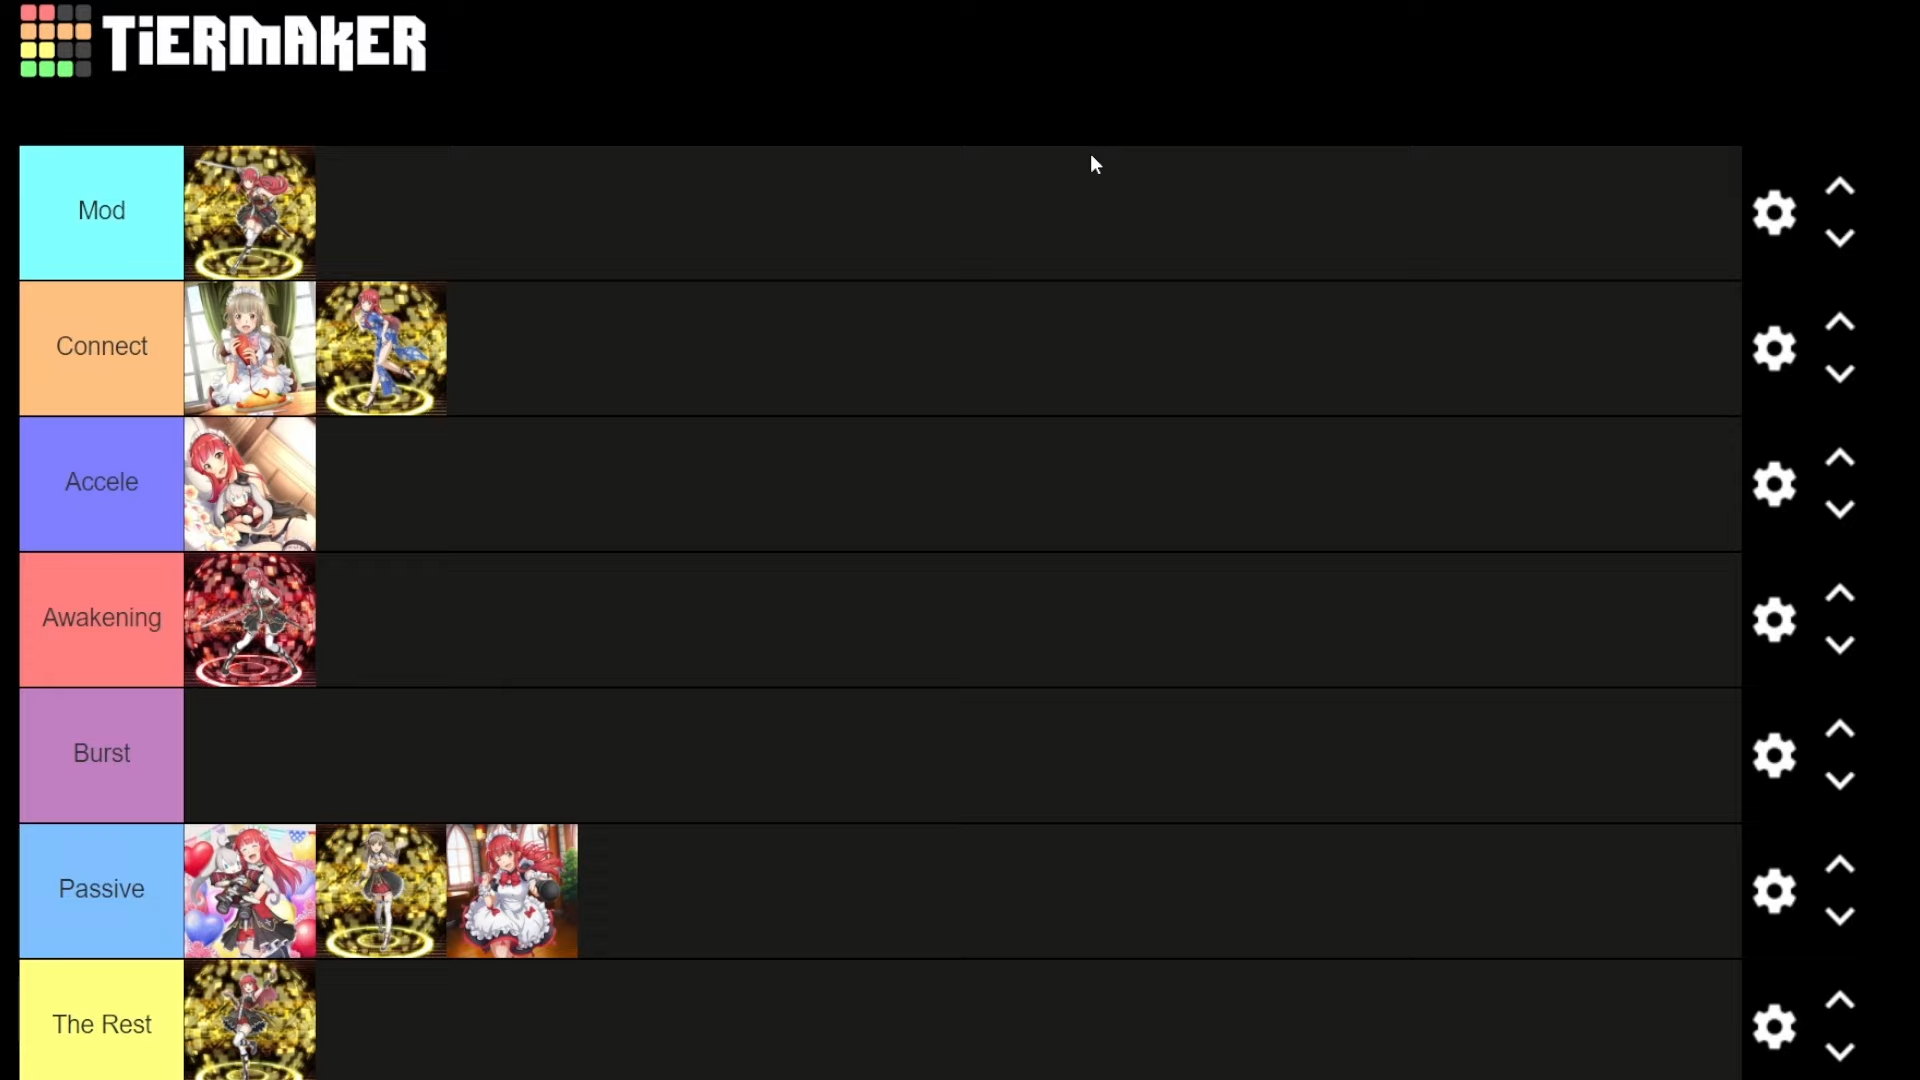 TiERMAKER
Mod
Connect
Accele
Awakening
Burst
Passive
The Rest